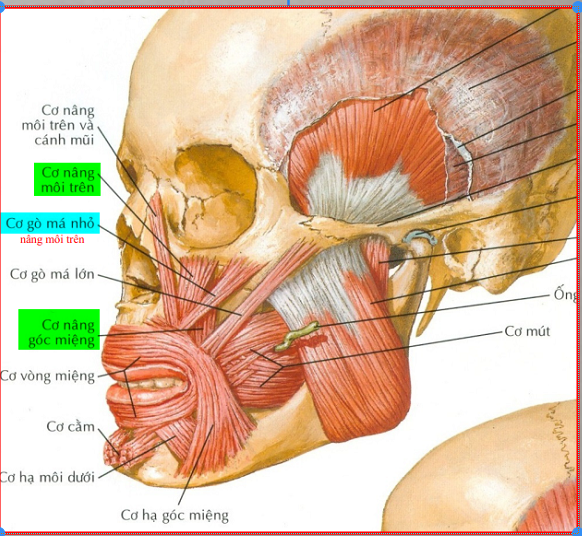 Cơ nâng
môi trên và
cánh mũi
Cơ nâng
môi trên
Cơ gò má nhỏ
nâng môi trên
Cơ gò má lớn
Cơ nâng
góc miệng
Cơ vòng miệng
Cơ cằm
Cơ hạ môi dưới
Cơ hạ góc miệng
Ống
Cơ mút